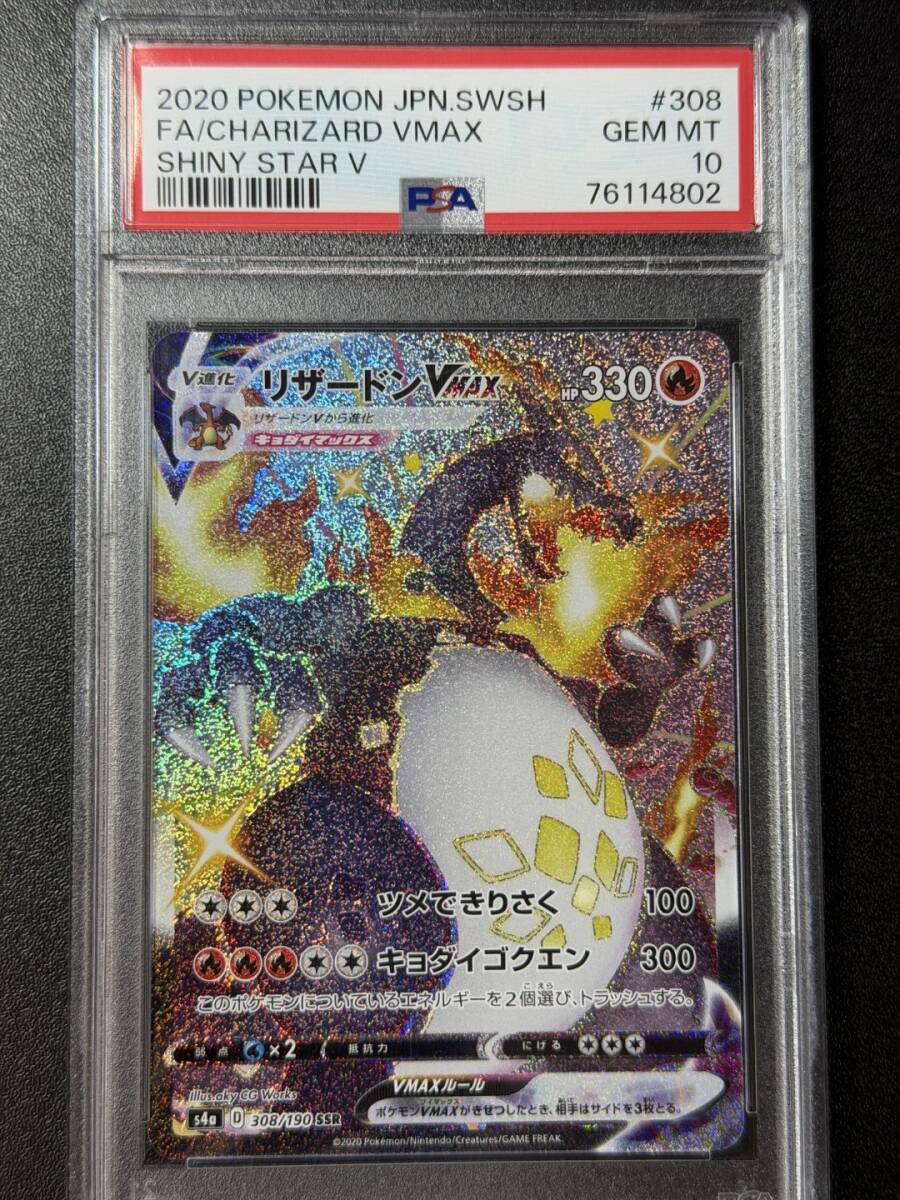 2020 POKEMON JPN.SWSH #308
FA/CHARIZARD VMAX GEM MT
SHINY STAR V 10
PSA 76114802
V進化 リザードンVMAX HP330
リザードンVから進化
キョダイマックス
ツメできりさく 100
キョダイゴクエン 300
このポケモンについているエネルギーを2個選び、トラッシュする。
弱点 ×2 抵抗力 にげる
Illus.aky CG Works
VMAXルール
ポケモンVMAXがきぜつしたとき、相手はサイドを3枚とる。
s4a D 308/190 SSR
©2020 Pokémon/Nintendo/Creatures/GAME FREAK